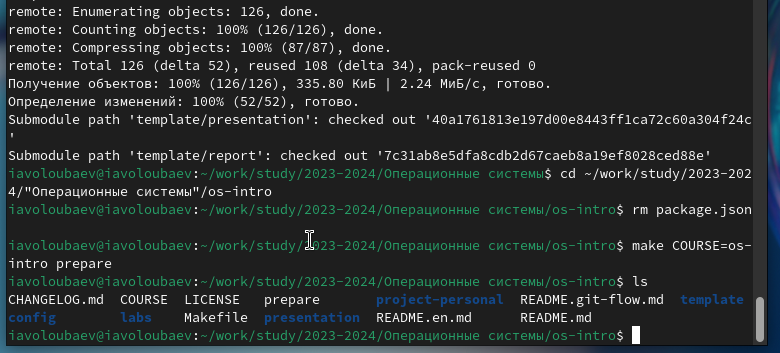 remote: Enumerating objects: 126, done.
remote: Counting objects: 100% (126/126), done.
remote: Compressing objects: 100% (87/87), done.
remote: Total 126 (delta 52), reused 108 (delta 34), pack-reused 0
Получение объектов: 100% (126/126), 335.80 КиБ | 2.24 МиБ/с, готово.
Определение изменений: 100% (52/52), готово.
Submodule path 'template/presentation': checked out '40a1761813e197d00e8443ff1ca72c60a304f24c
'
Submodule path 'template/report': checked out '7c31ab8e5dfa8cdb2d67caeb8a19ef8028ced88e'
iavoloubaev@iavoloubaev:~/work/study/2023-2024/Операционные системы$ cd ~/work/study/2023-202
4/"Операционные системы"/os-intro
iavoloubaev@iavoloubaev:~/work/study/2023-2024/Операционные системы/os-intro$ rm package.json
iavoloubaev@iavoloubaev:~/work/study/2023-2024/Операционные системы/os-intro$ make COURSE=os-
intro prepare
iavoloubaev@iavoloubaev:~/work/study/2023-2024/Операционные системы/os-intro$ ls
CHANGELOG.md COURSE LICENSE prepare project-personal README.git-flow.md template
config labs Makefile presentation README.en.md README.md
iavoloubaev@iavoloubaev:~/work/study/2023-2024/Операционные системы/os-intro$